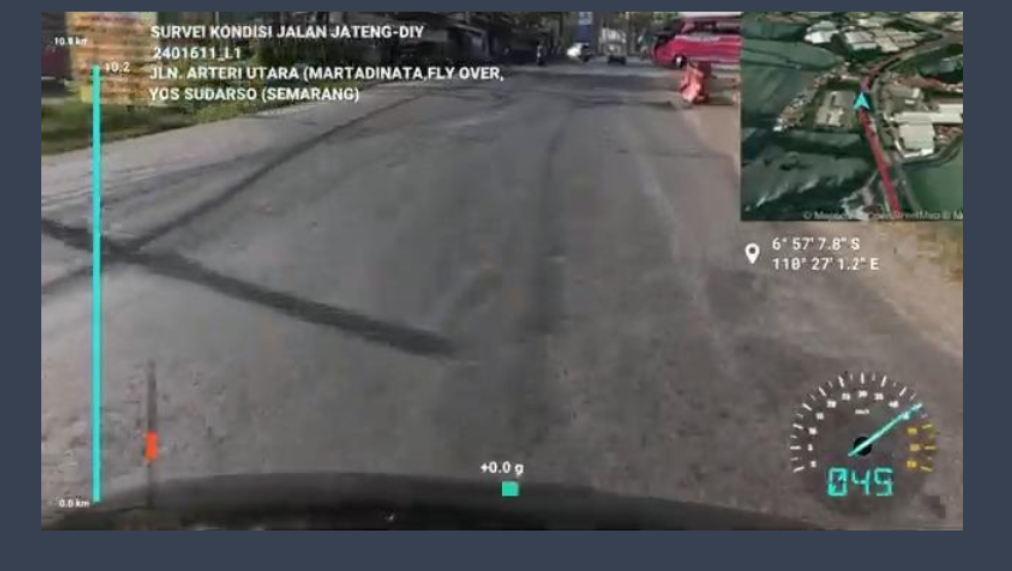 SURVEI KONDISI JALAN JATENG-DIY
2401611_L1
JLN. ARTERI UTARA (MARTADINATA,FLY OVER,
YOS SUDARSO (SEMARANG)
10.8 km
10.2
6° 57' 7.8" S
110° 27' 1.2" E
+0.0 g
045
0.0 km